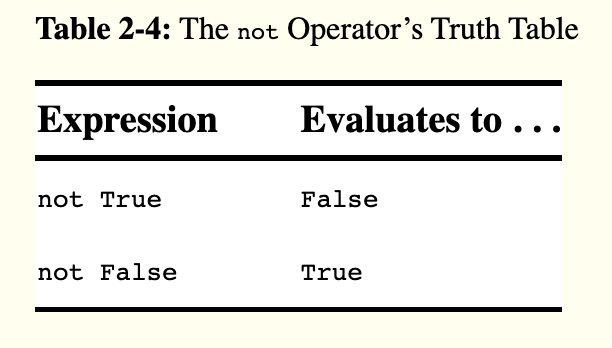 Table 2-4: The not Operator’s Truth Table
Expression Evaluates to . . .
not True False
not False True